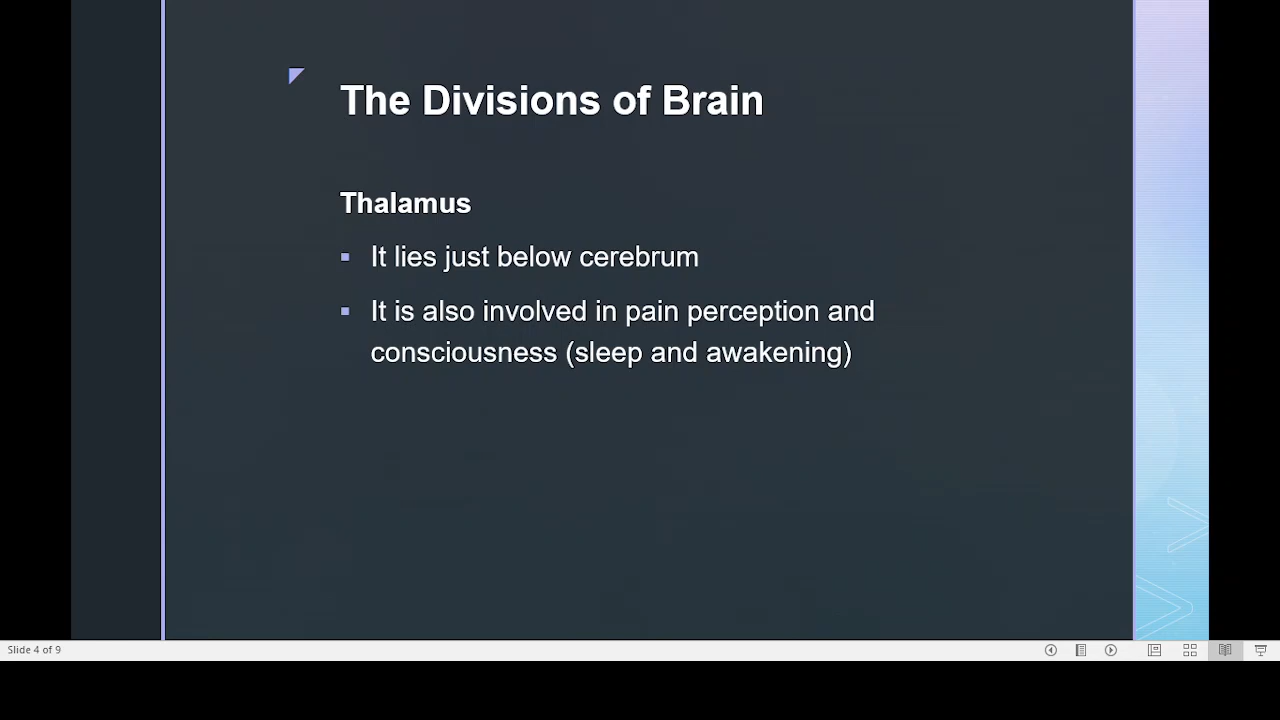 The Divisions of Brain
Thalamus
▪ It lies just below cerebrum
▪ It is also involved in pain perception and
consciousness (sleep and awakening)
Slide 4 of 9